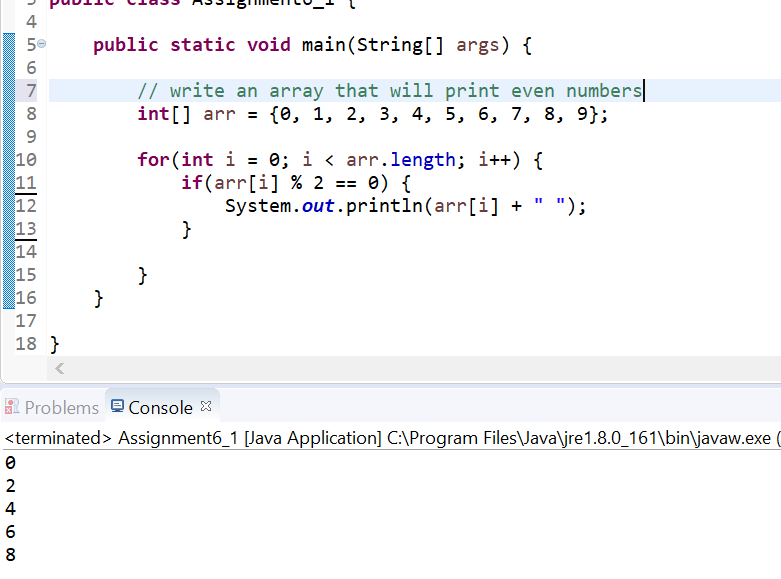 3 public class Assignment6_1 {
4
5 public static void main(String[] args) {
6
7 // write an array that will print even numbers
8 int[] arr = {0, 1, 2, 3, 4, 5, 6, 7, 8, 9};
9
10 for(int i = 0; i < arr.length; i++) {
11 if(arr[i] % 2 == 0) {
12 System.out.println(arr[i] + " ");
13 }
14
15 }
16 }
17
18 }
Problems Console
<terminated> Assignment6_1 [Java Application] C:\Program Files\Java\jre1.8.0_161\bin\javaw.exe (
0
2
4
6
8